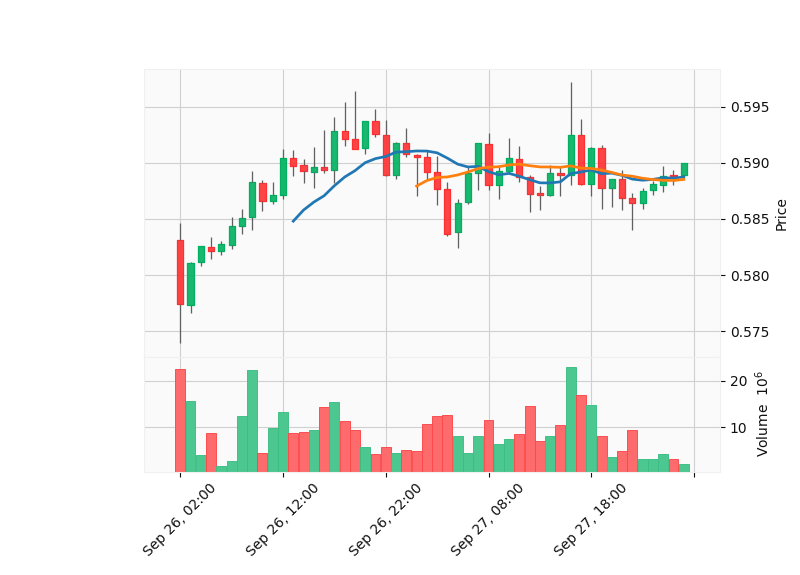 0.595
0.590
0.585
0.580
0.575
Price
20
10
Volume 10^6
Sep 26, 02:00
Sep 26, 12:00
Sep 26, 22:00
Sep 27, 08:00
Sep 27, 18:00